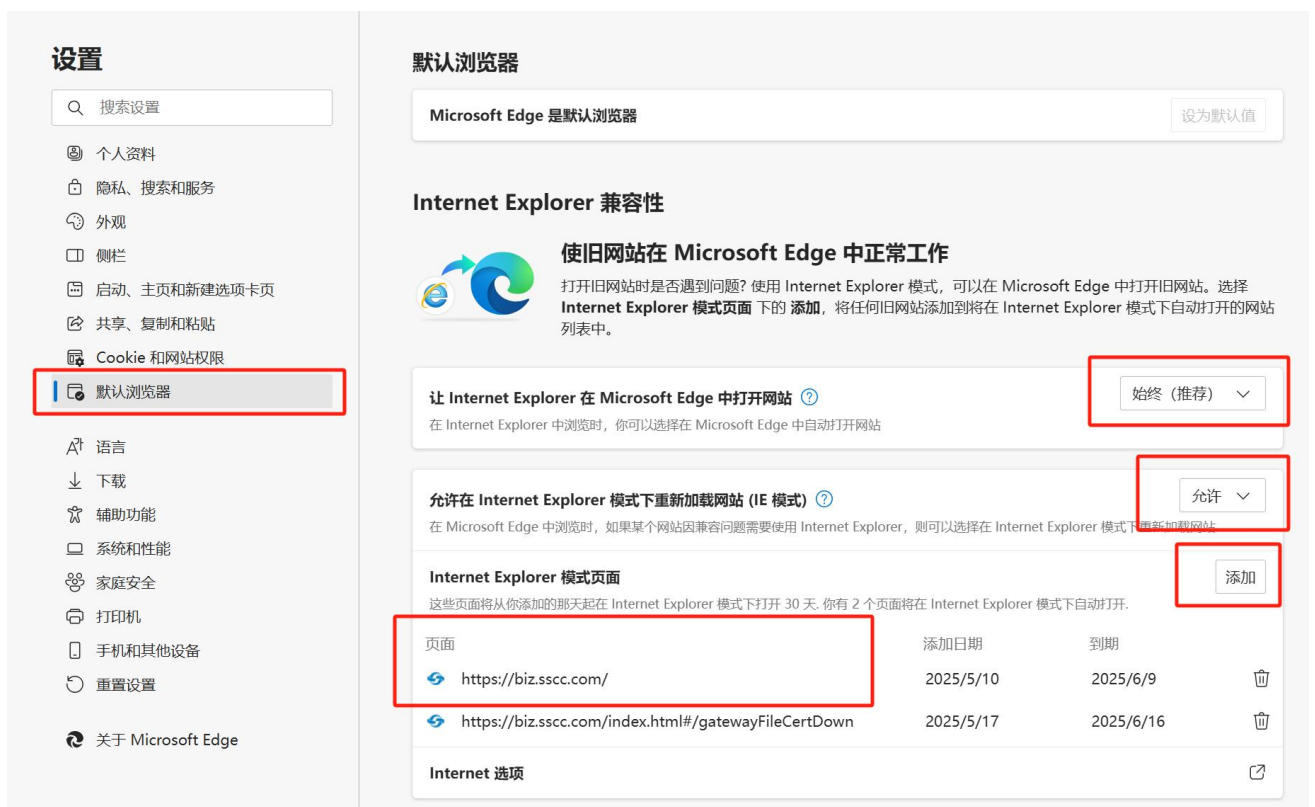 设置
搜索设置
个人资料
隐私、搜索和服务
外观
侧栏
启动、主页和新建选项卡页
共享、复制和粘贴
Cookie 和网站权限
默认浏览器
语言
下载
辅助功能
系统和性能
家庭安全
打印机
手机和其他设备
重置设置
关于 Microsoft Edge
默认浏览器
Microsoft Edge 是默认浏览器
设为默认值
Internet Explorer 兼容性
使旧网站在 Microsoft Edge 中正常工作
打开旧网站时是否遇到问题? 使用 Internet Explorer 模式，可以在 Microsoft Edge 中打开旧网站。选择
Internet Explorer 模式页面 下的 添加，将任何旧网站添加到将在 Internet Explorer 模式下自动打开的网站
列表中。
让 Internet Explorer 在 Microsoft Edge 中打开网站
始终（推荐）
在 Internet Explorer 中浏览时，你可以选择在 Microsoft Edge 中自动打开网站
允许在 Internet Explorer 模式下重新加载网站 (IE 模式)
允许
在 Microsoft Edge 中浏览时，如果某个网站因兼容问题需要使用 Internet Explorer，则可以选择在 Internet Explorer 模式下重新加载网站
Internet Explorer 模式页面
添加
这些页面将从你添加的那天起在 Internet Explorer 模式下打开 30 天. 你有 2 个页面将在 Internet Explorer 模式下自动打开.
页面 添加日期 到期
https://biz.sscc.com/ 2025/5/10 2025/6/9
https://biz.sscc.com/index.html#/gatewayFileCertDown 2025/5/17 2025/6/16
Internet 选项